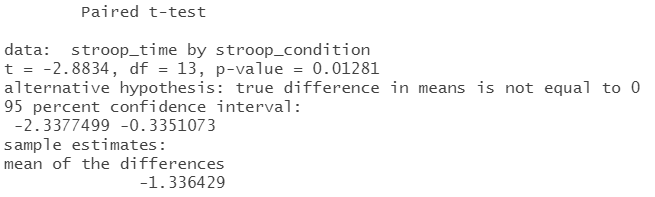 Paired t-test
data: stroop_time by stroop_condition
t = -2.8834, df = 13, p-value = 0.01281
alternative hypothesis: true difference in means is not equal to 0
95 percent confidence interval:
-2.3377499 -0.3351073
sample estimates:
mean of the differences
-1.336429